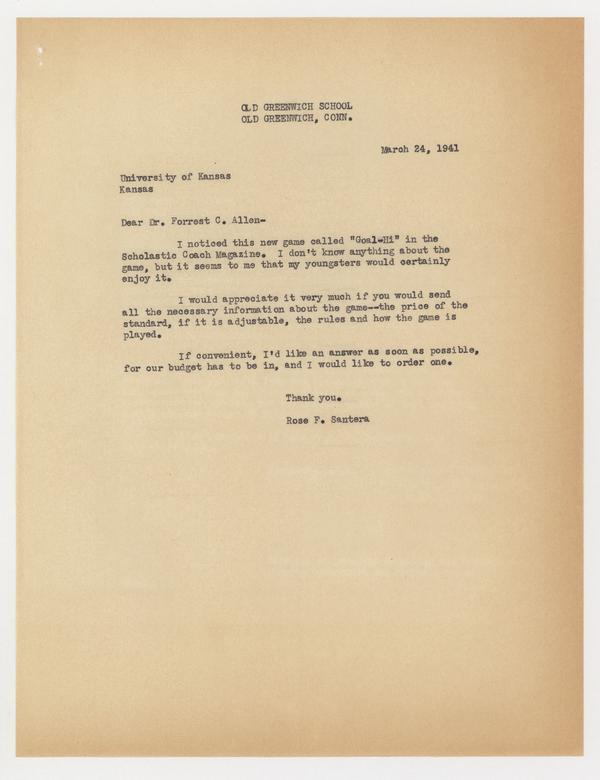 OLD GREENWICH SCHOOL
OLD GREENWICH, CONN.
March 24, 1941
University of Kansas
Kansas
Dear Dr. Forrest C. Allen-
I noticed this new game called "Goal-Hi" in the
Scholastic Coach Magazine. I don't know anything about the
game, but it seems to me that my youngsters would certainly
enjoy it.
I would appreciate it very much if you would send
all the necessary information about the game--the price of the
standard, if it is adjustable, the rules and how the game is
played.
If convenient, I'd like an answer as soon as possible,
for our budget has to be in, and I would like to order one.
Thank you.
Rose F. Santera